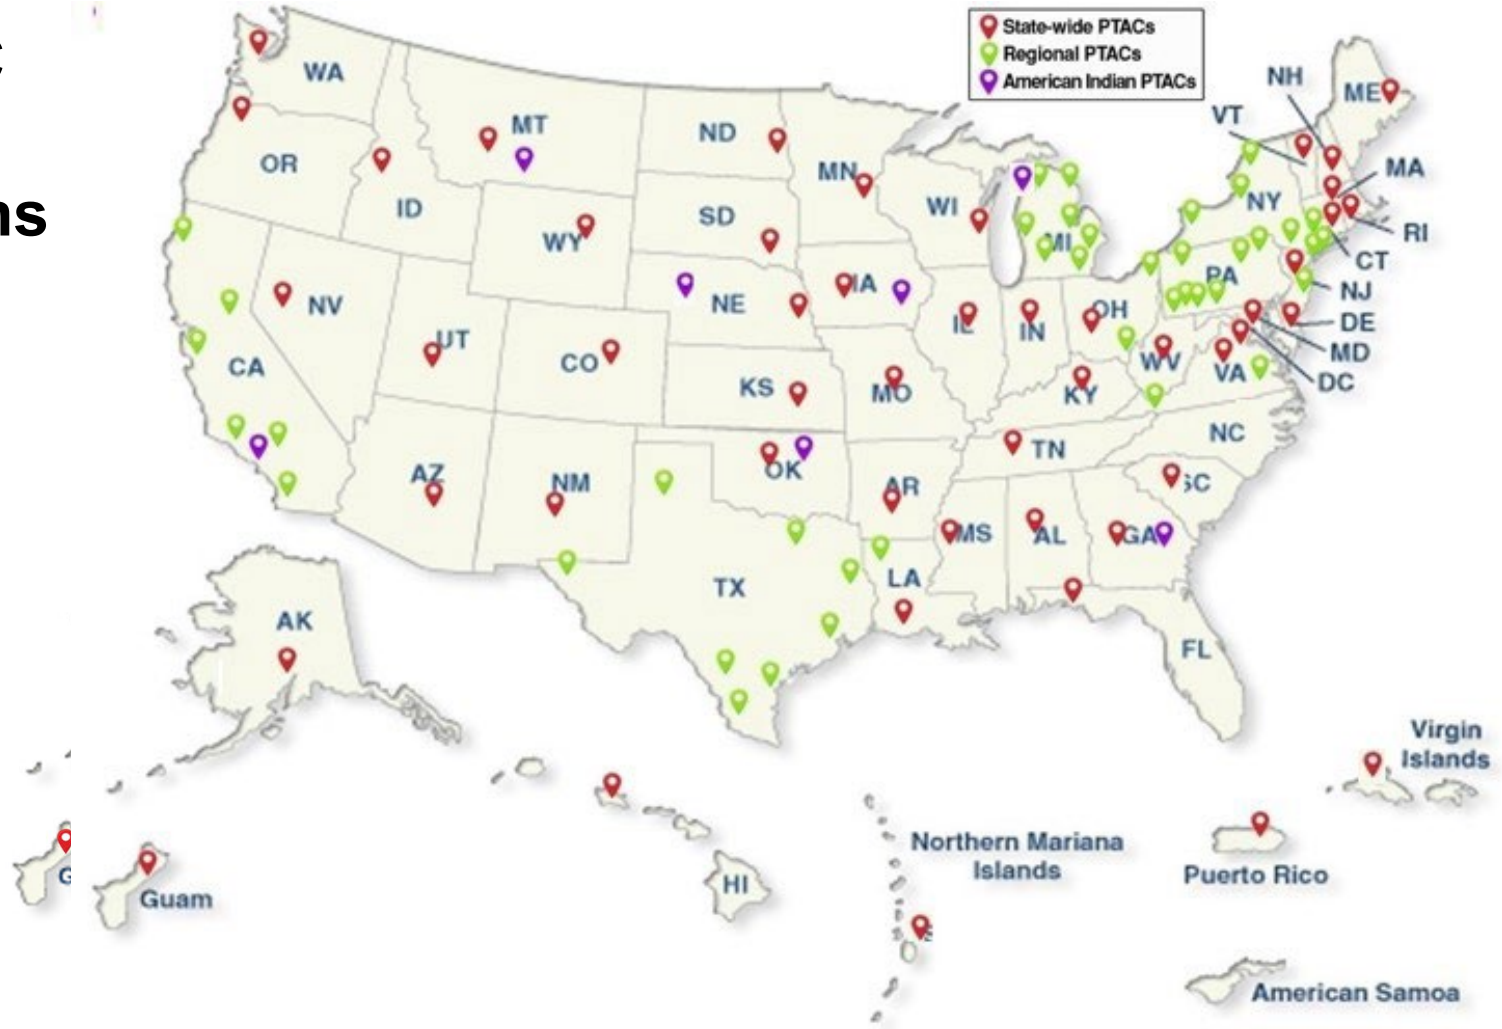 ns
State-wide PTACs
Regional PTACs
American Indian PTACs
WA
MT
ND
MN
NH
ME
VT
OR
ID
WY
SD
WI
MI
NY
MA
RI
CT
NJ
DE
MD
DC
NV
UT
CO
NE
IA
IL
IN
OH
PA
WV
VA
CA
KS
MO
KY
NC
AZ
NM
OK
AR
TN
SC
TX
LA
MS
AL
GA
FL
AK
HI
G
Guam
Northern Mariana
Islands
Virgin
Islands
Puerto Rico
American Samoa